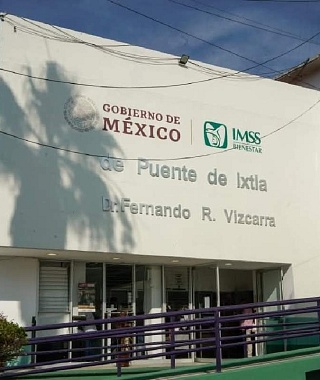 GOBIERNO DE
MÉXICO
IMSS
BIENESTAR
de Puente de Ixtla
Dr. Fernando R. Vizcarra